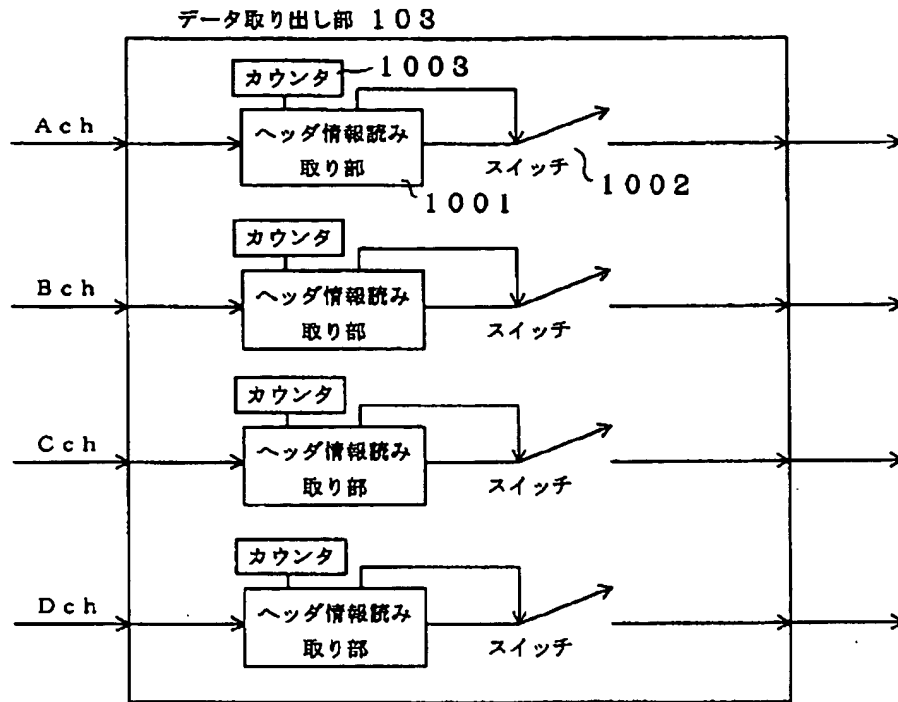 データ取り出し部 103
カウンタ
1003
Ach
ヘッダ情報読み
取り部
スイッチ
1002
1001
カウンタ
Bch
ヘッダ情報読み
取り部
スイッチ
カウンタ
Cch
ヘッダ情報読み
取り部
スイッチ
カウンタ
Dch
ヘッダ情報読み
取り部
スイッチ